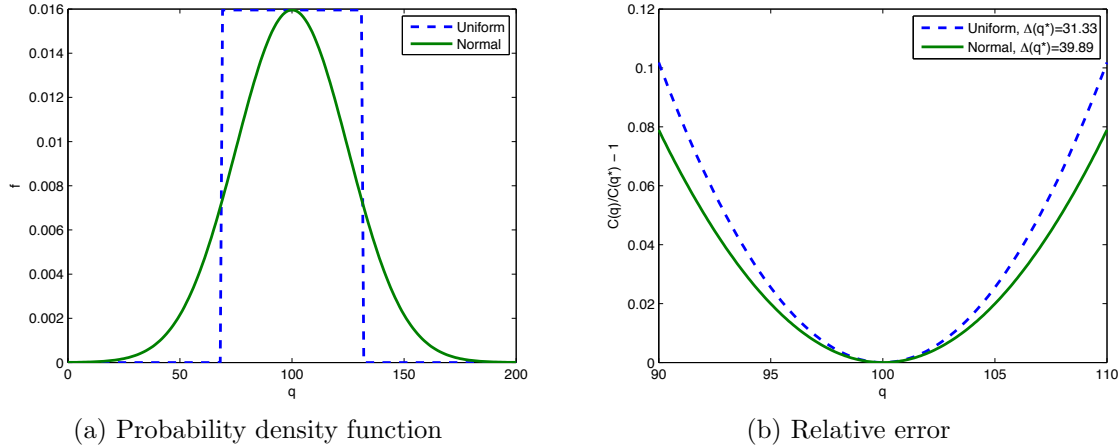 0.016
0.014
0.012
0.01
0.008
0.006
0.004
0.002
0
f
0
50
100
150
200
q
Uniform
Normal
(a) Probability density function
0.12
0.1
0.08
0.06
0.04
0.02
0
C(q)/C(q*) − 1
90
95
100
105
110
q
Uniform, Δ(q*)=31.33
Normal, Δ(q*)=39.89
(b) Relative error